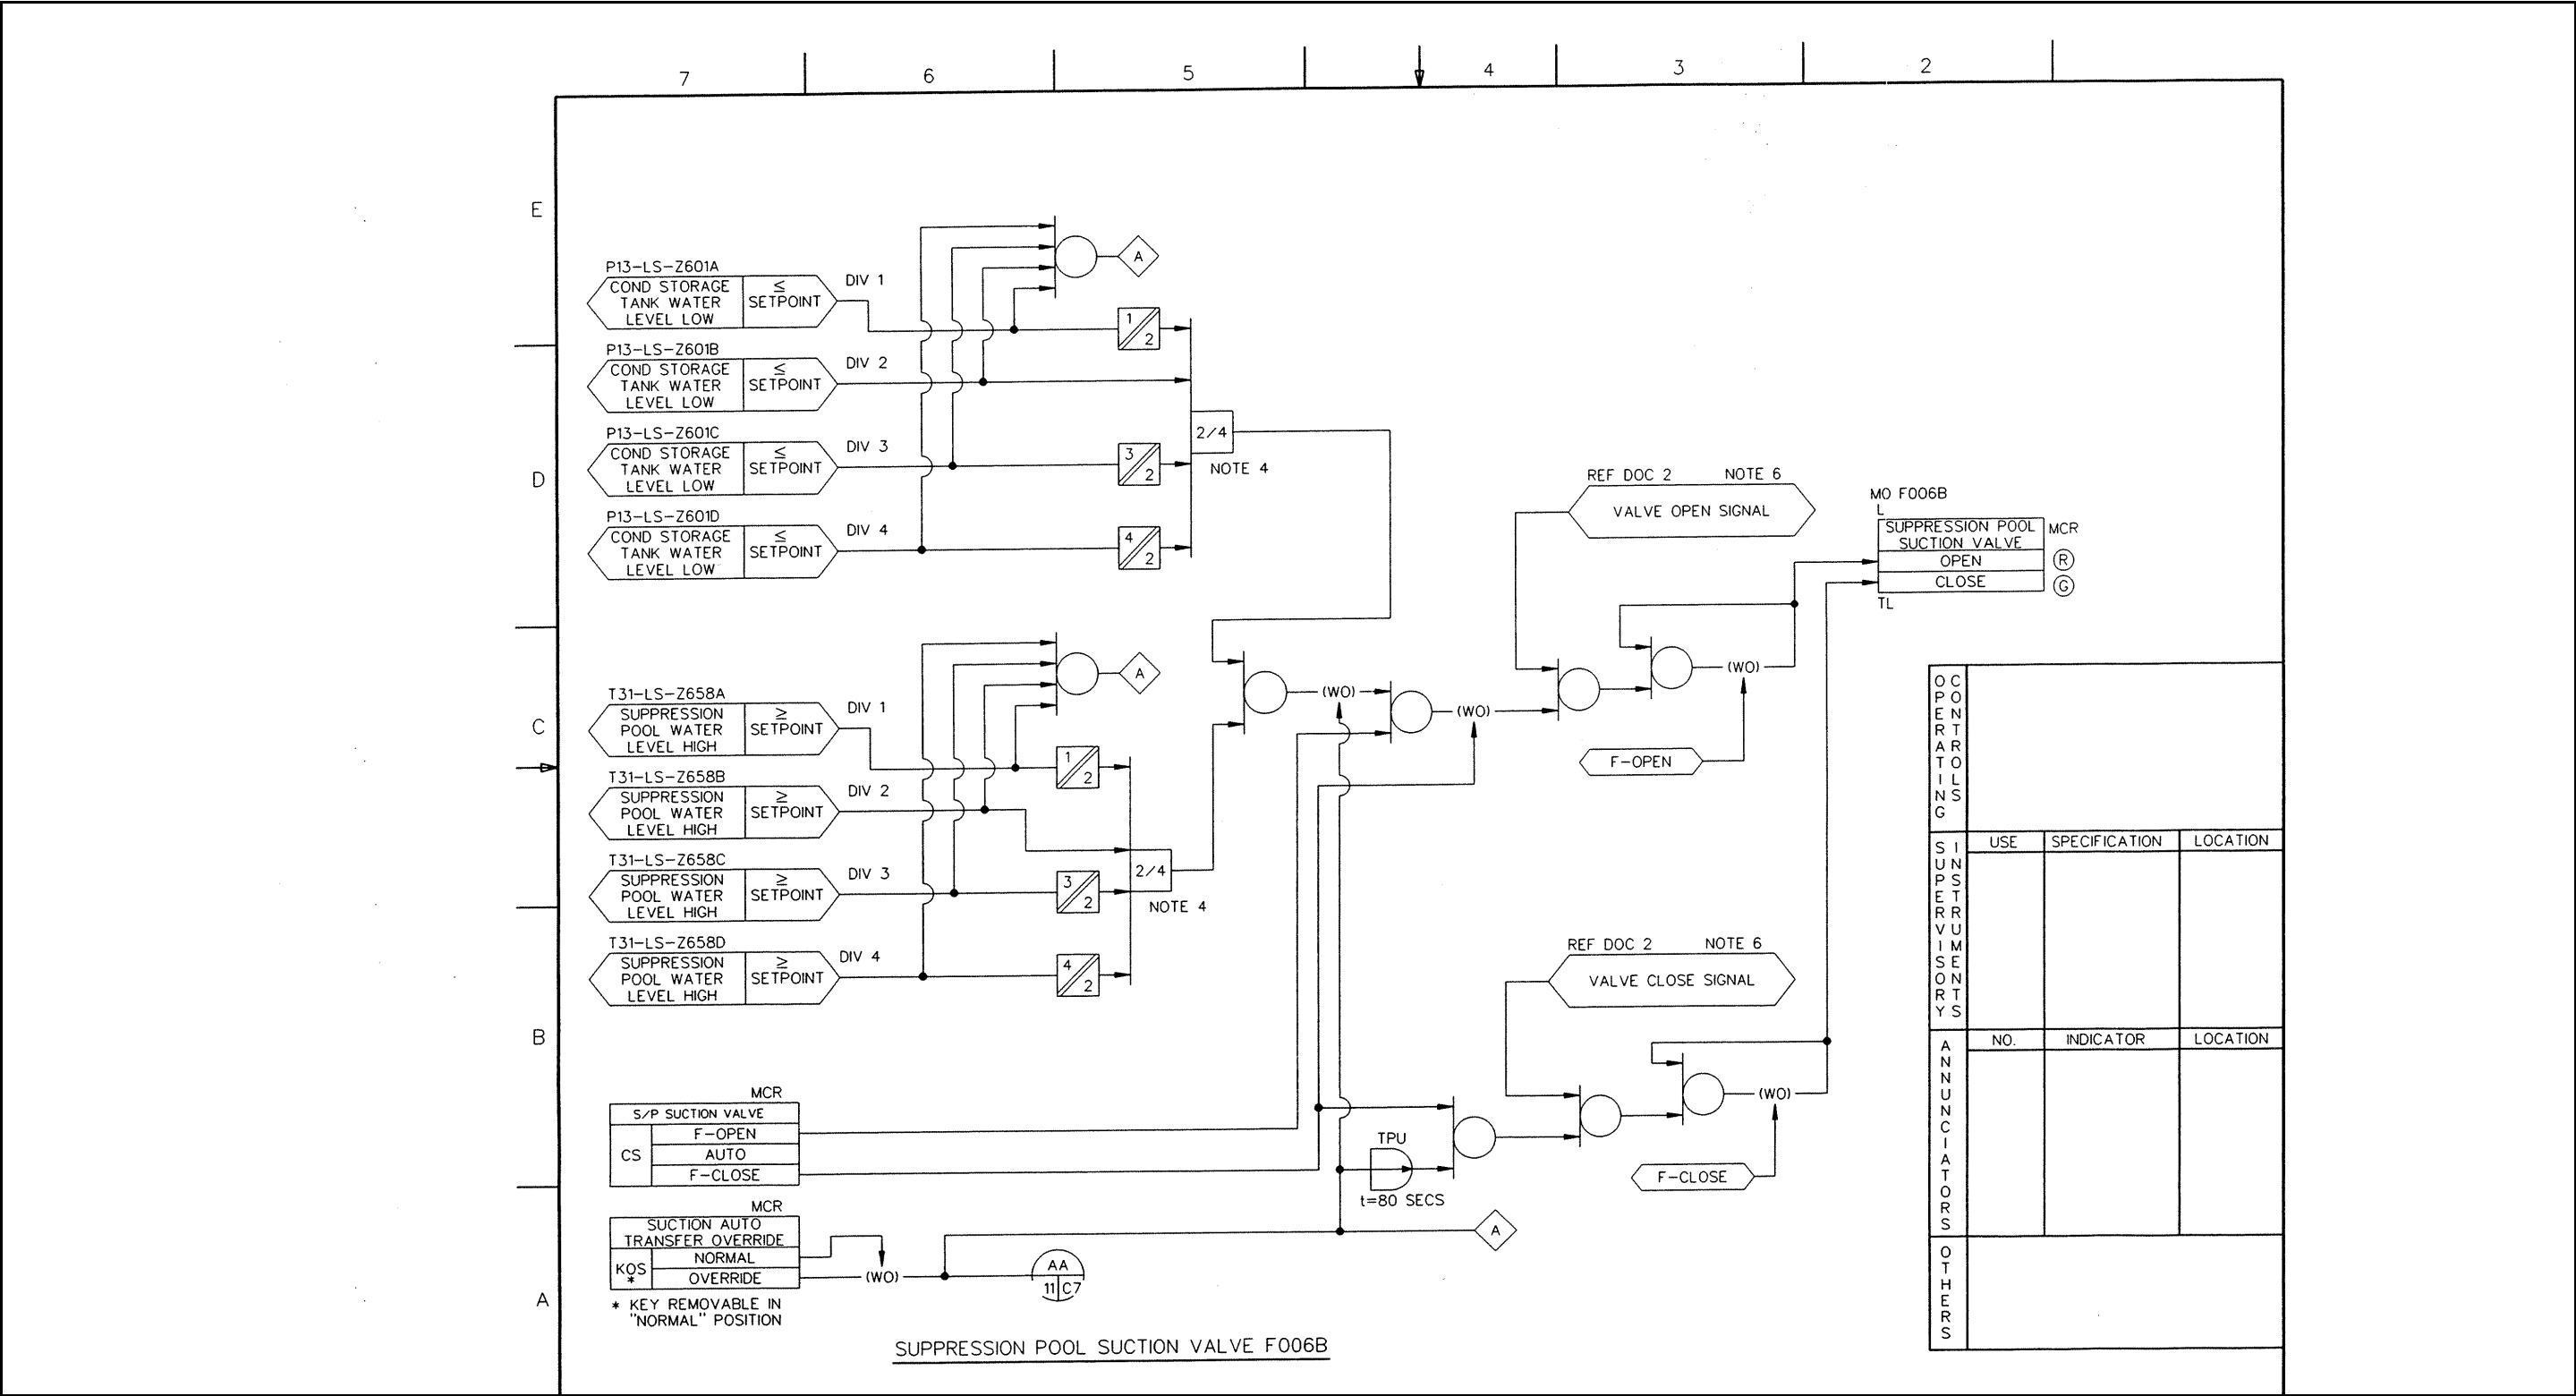 7 6 5 4 3 2
E
D
C
B
A
P13-LS-Z601A
COND STORAGE
TANK WATER
LEVEL LOW
≤
SETPOINT
DIV 1
P13-LS-Z601B
COND STORAGE
TANK WATER
LEVEL LOW
≤
SETPOINT
DIV 2
P13-LS-Z601C
COND STORAGE
TANK WATER
LEVEL LOW
≤
SETPOINT
DIV 3
P13-LS-Z601D
COND STORAGE
TANK WATER
LEVEL LOW
≤
SETPOINT
DIV 4
A
1
2
3
2
4
2
2/4
NOTE 4
T31-LS-Z658A
SUPPRESSION
POOL WATER
LEVEL HIGH
≥
SETPOINT
DIV 1
T31-LS-Z658B
SUPPRESSION
POOL WATER
LEVEL HIGH
≥
SETPOINT
DIV 2
T31-LS-Z658C
SUPPRESSION
POOL WATER
LEVEL HIGH
≥
SETPOINT
DIV 3
T31-LS-Z658D
SUPPRESSION
POOL WATER
LEVEL HIGH
≥
SETPOINT
DIV 4
A
1
2
3
2
4
2
2/4
NOTE 4
(WO)
(WO)
REF DOC 2 NOTE 6
VALVE OPEN SIGNAL
(WO)
F-OPEN
MO F006B
L
SUPPRESSION POOL
SUCTION VALVE
OPEN
CLOSE
MCR
R
G
TL
REF DOC 2 NOTE 6
VALVE CLOSE SIGNAL
(WO)
F-CLOSE
MCR
S/P SUCTION VALVE
CS
F-OPEN
AUTO
F-CLOSE
TPU
t=80 SECS
MCR
SUCTION AUTO
TRANSFER OVERRIDE
KOS
*
NORMAL
OVERRIDE
(WO)
AA
11 C7
A
* KEY REMOVABLE IN
"NORMAL" POSITION
SUPPRESSION POOL SUCTION VALVE F006B
OPERATING
CONTROLS
SUPERVISORY
INSTRUMENTS
USE SPECIFICATION LOCATION
ANNUNCIATORS
NO. INDICATOR LOCATION
OTHERS